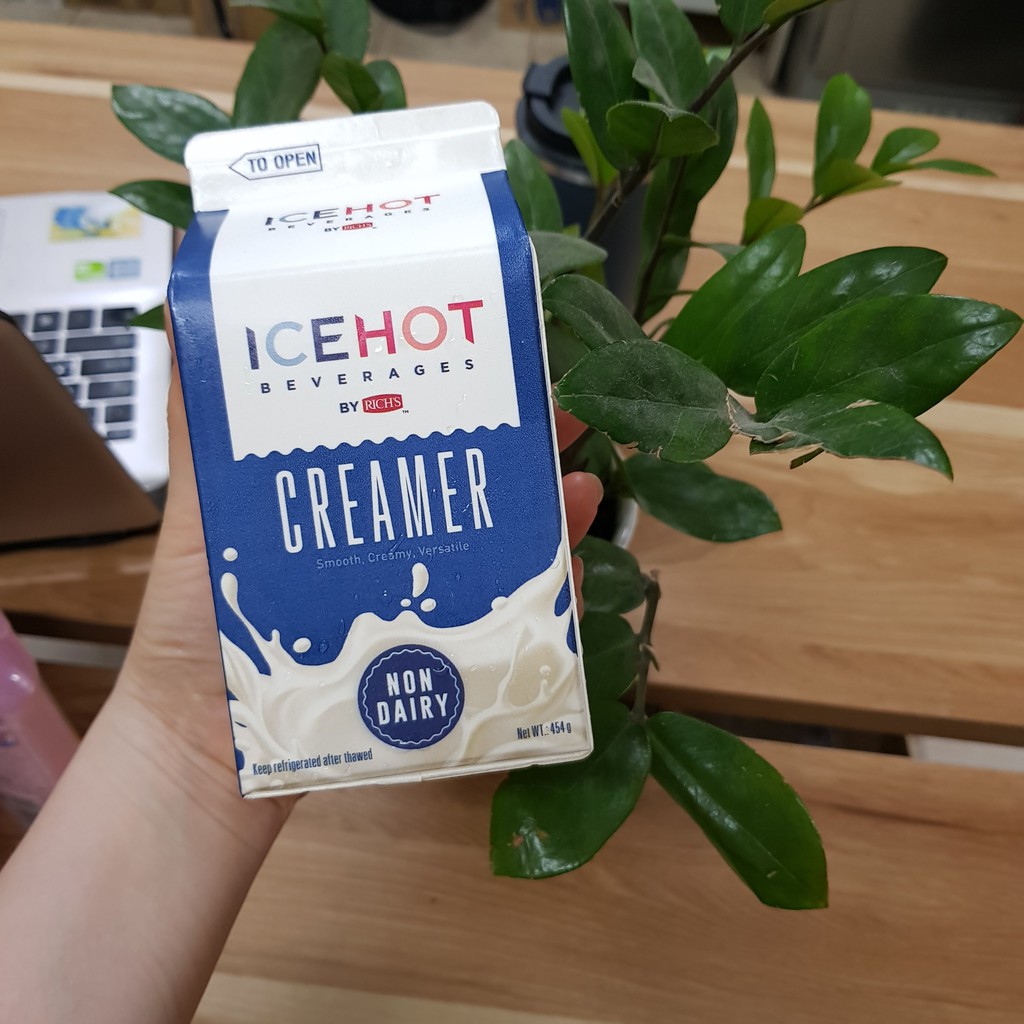 TO OPEN
ICEHOT
BEVERAGES
BY RICH'S
ICEHOT
BEVERAGES
BY RICH'S™
CREAMER
Smooth, Creamy, Versatile
NON
DAIRY
Keep refrigerated after thawed
Net WT.: 454 g